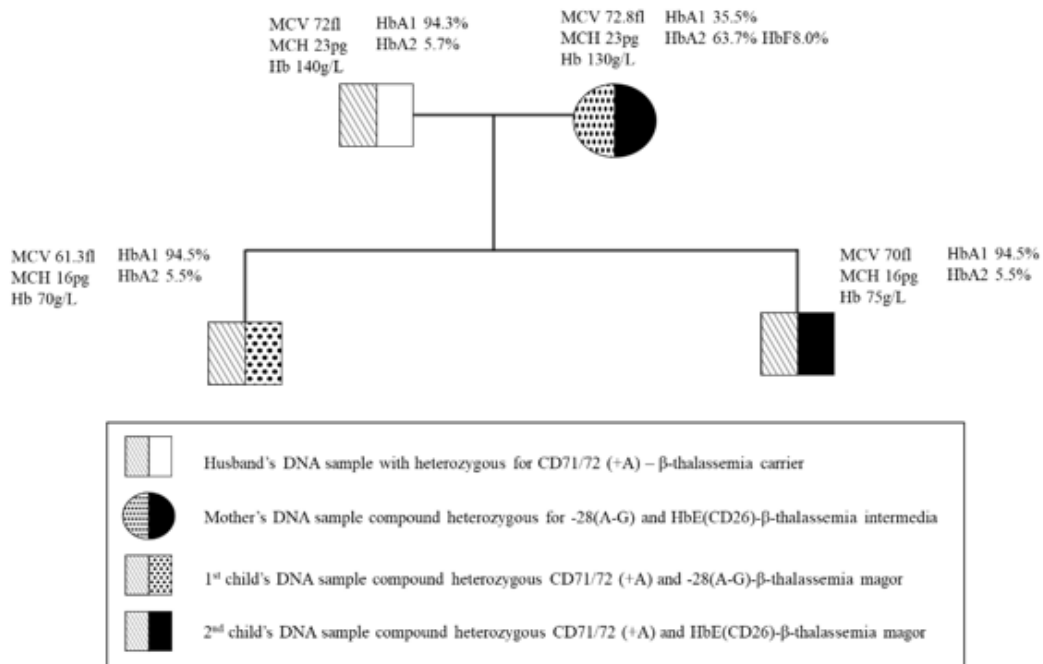 MCV 72fl HbA1 94.3%
MCH 23pg HbA2 5.7%
Hb 140g/L
MCV 72.8fl HbA1 35.5%
MCH 23pg HbA2 63.7% HbF8.0%
Hb 130g/L
MCV 61.3fl HbA1 94.5%
MCH 16pg HbA2 5.5%
Hb 70g/L
MCV 70fl HbA1 94.5%
MCH 16pg HbA2 5.5%
Hb 75g/L
Husband's DNA sample with heterozygous for CD71/72 (+A) – β-thalassemia carrier
Mother's DNA sample compound heterozygous for -28(A-G) and HbE(CD26)-β-thalassemia intermedia
1st child's DNA sample compound heterozygous CD71/72 (+A) and -28(A-G)-β-thalassemia magor
2nd child's DNA sample compound heterozygous CD71/72 (+A) and HbE(CD26)-β-thalassemia magor